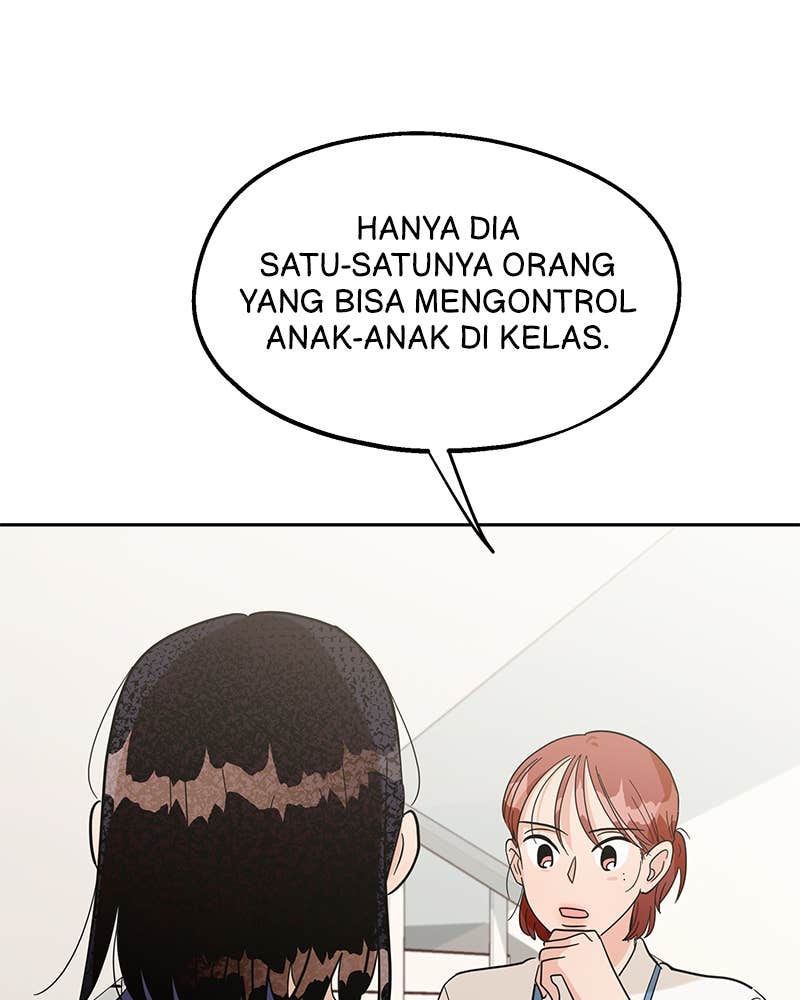 HANYA DIA
SATU-SATUNYA ORANG
YANG BISA MENGONTROL
ANAK-ANAK DI KELAS.